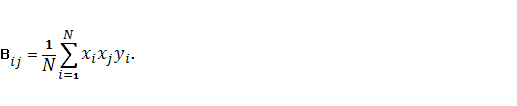 B_{ij} = \frac{1}{N} \sum_{i=1}^{N} x_i x_j y_i.